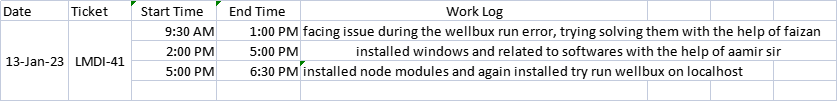 Date Ticket Start Time End Time Work Log
9:30 AM 1:00 PM facing issue during the wellbux run error, trying solving them with the help of faizan
13-Jan-23 LMDI-41 2:00 PM 5:00 PM installed windows and related to softwares with the help of aamir sir
5:00 PM 6:30 PM installed node modules and again installed try run wellbux on localhost